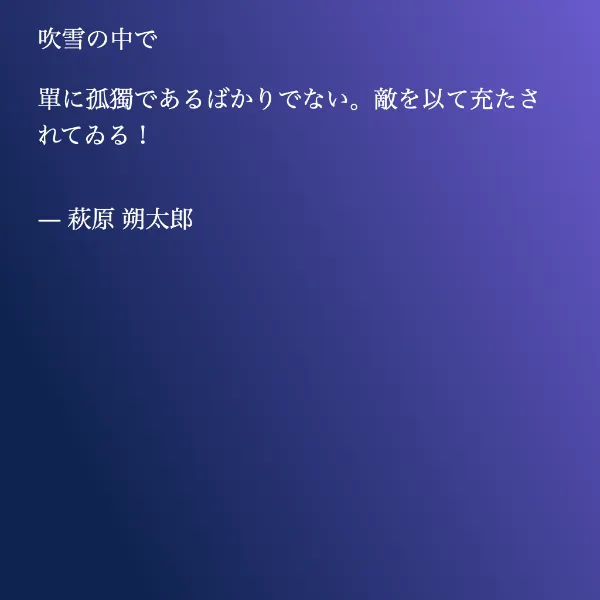 吹雪の中で
單に孤獨であるばかりでない。敵を以て充たさ
れてゐる！
— 萩原 朔太郎